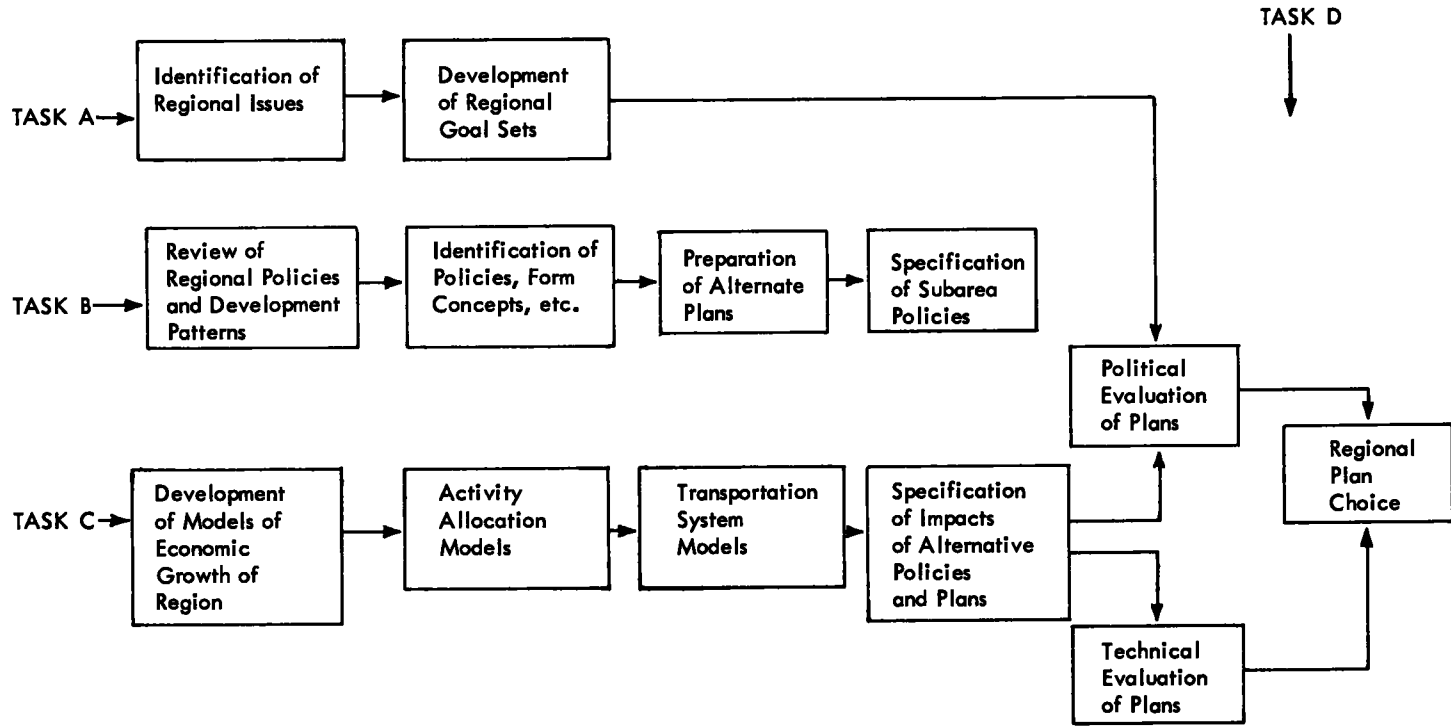 TASK D
TASK A
Identification of
Regional Issues
Development
of Regional
Goal Sets
TASK B
Review of
Regional Policies
and Development
Patterns
Identification of
Policies, Form
Concepts, etc.
Preparation
of Alternate
Plans
Specification
of Subarea
Policies
Political
Evaluation
of Plans
Regional
Plan
Choice
TASK C
Development
of Models of
Economic
Growth of
Region
Activity
Allocation
Models
Transportation
System
Models
Specification
of Impacts
of Alternative
Policies
and Plans
Technical
Evaluation
of Plans